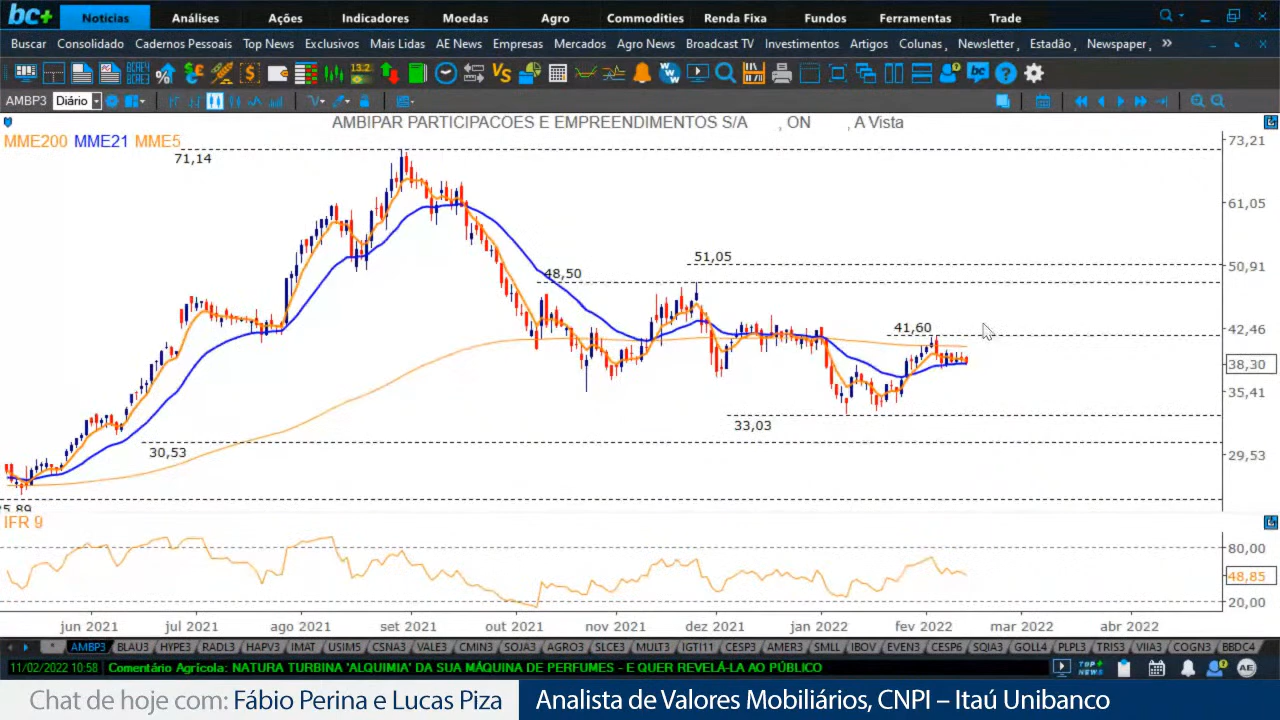 bc+ Notícias Análises Ações Indicadores Moedas Agro Commodities Renda Fixa Fundos Ferramentas Trade
Buscar Consolidado Cadernos Pessoais Top News Exclusivos Mais Lidas AE News Empresas Mercados Agro News Broadcast TV Investimentos Artigos Colunas Newsletter Estadão Newspaper »
AMBP3 Diário
AMBIPAR PARTICIPACOES E EMPREENDIMENTOS S/A , ON , A Vista
MME200 MME21 MME5
73,21
71,14
61,05
51,05
50,91
48,50
41,60
42,46
38,30
35,41
33,03
30,53
29,53
IFR 9
80,00
48,85
20,00
jun 2021 jul 2021 ago 2021 set 2021 out 2021 nov 2021 dez 2021 jan 2022 fev 2022 mar 2022 abr 2022
* AMBP3 BLAU3 HYPE3 RADL3 HAPV3 IMAT USIM5 CSNA3 VALE3 CMIN3 SOJA3 AGRO3 SLCE3 MULT3 IGTI11 CESP3 AMER3 SMLL IBOV EVEN3 CESP6 SQIA3 GOLL4 PLPL3 TRIS3 VIIA3 COGN3 BBDC4
11/02/2022 10:58 Comentário Agrícola: NATURA TURBINA 'ALQUIMIA' DA SUA MÁQUINA DE PERFUMES - E QUER REVELÁ-LA AO PÚBLICO TOP+ NEWS AE
Chat de hoje com: Fábio Perina e Lucas Piza Analista de Valores Mobiliários, CNPI – Itaú Unibanco